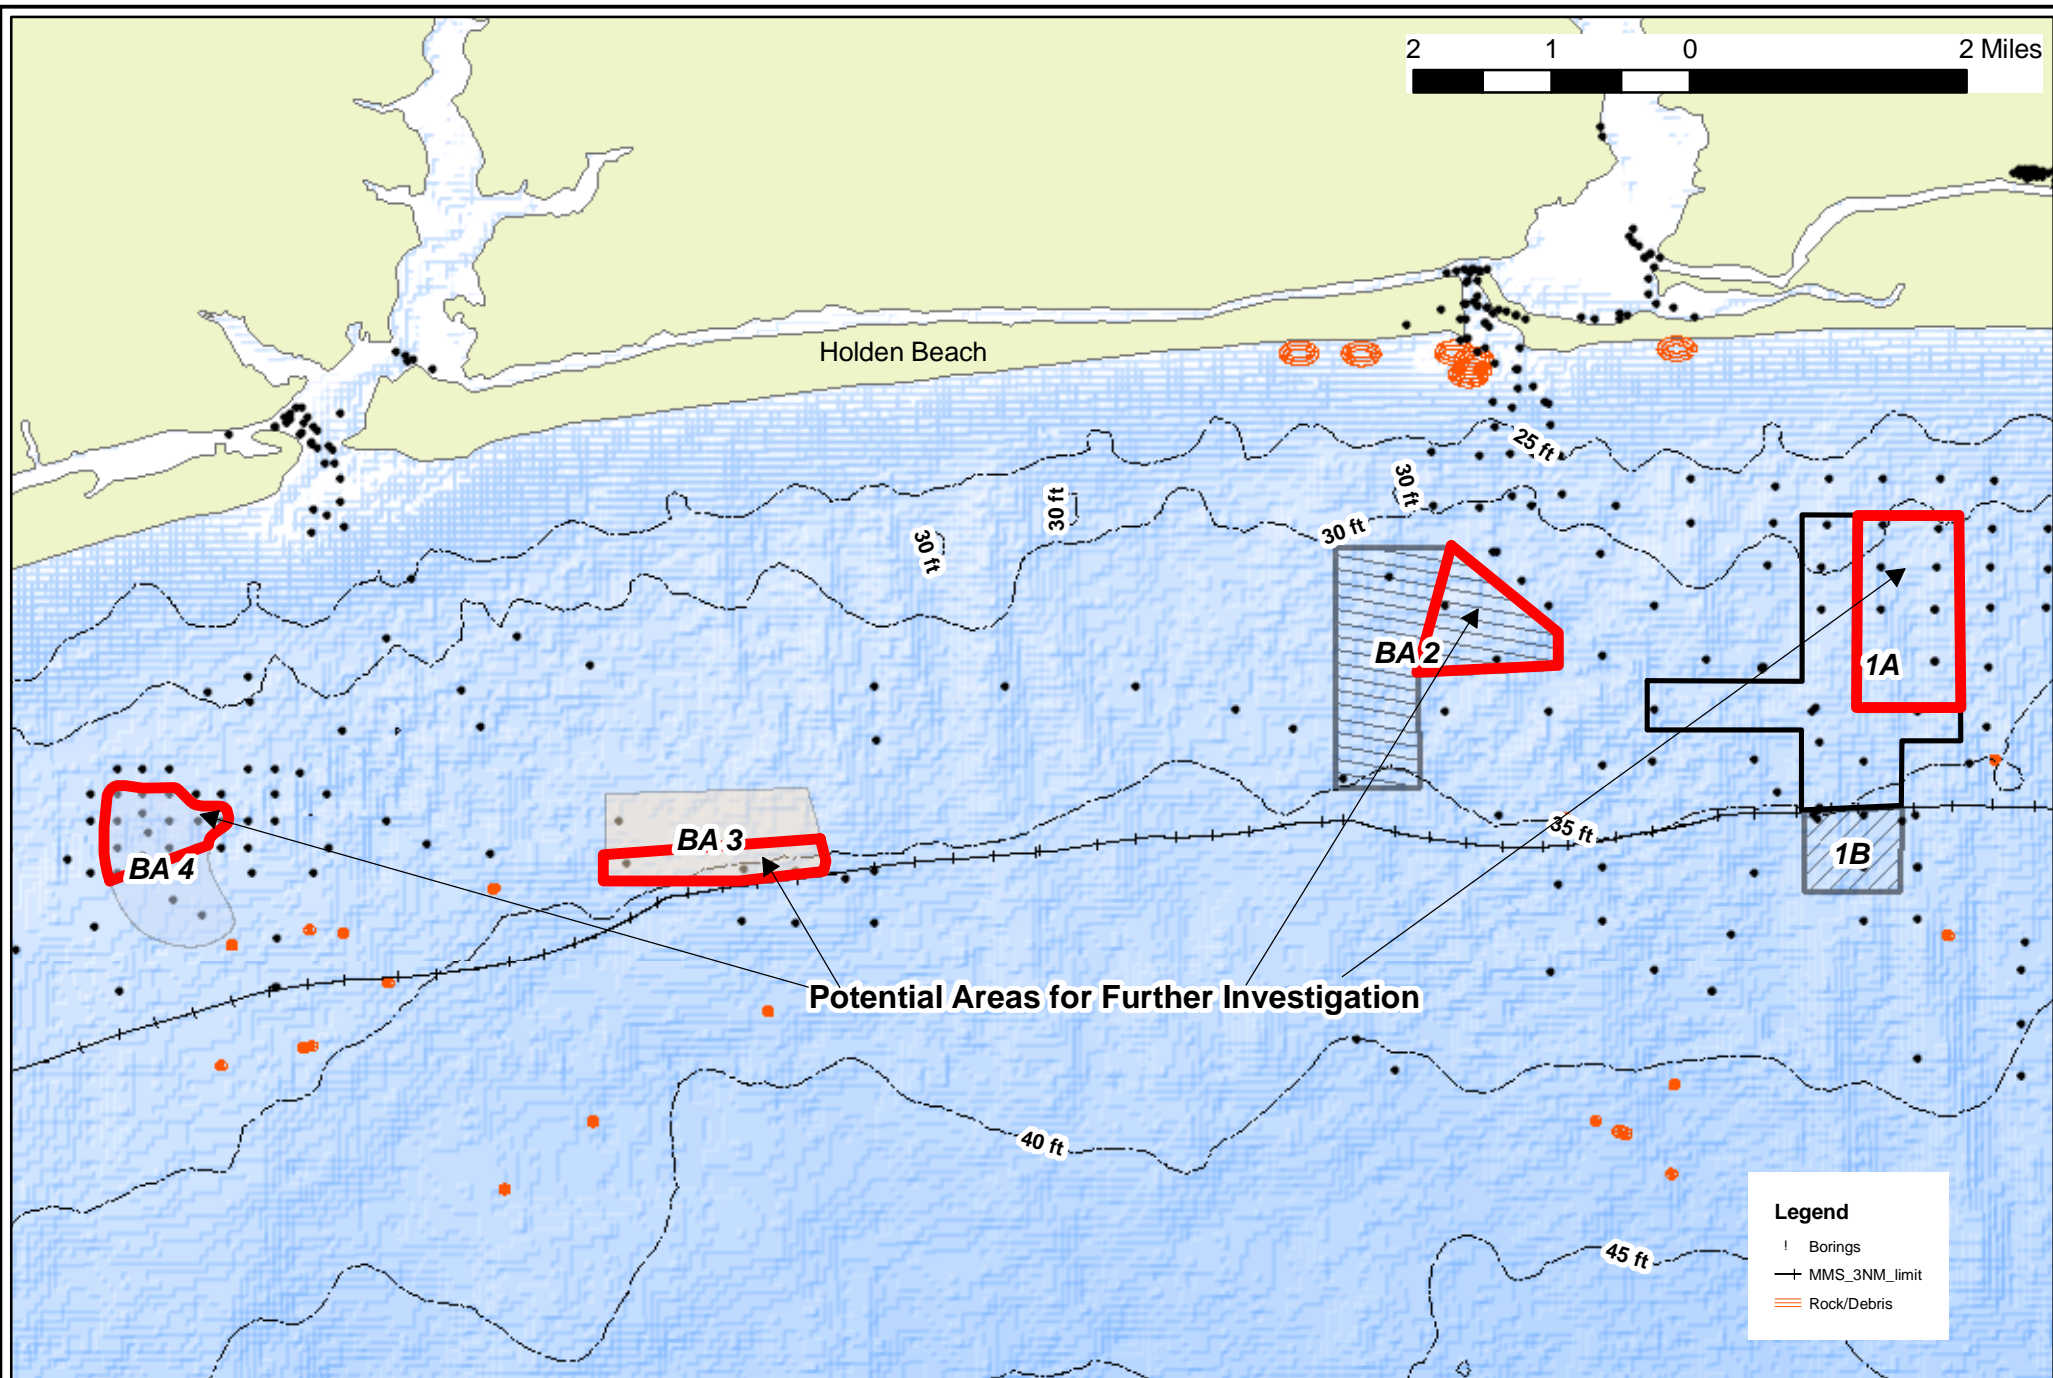 2 1 0 2 Miles
Holden Beach
25 ft
30 ft
30 ft
30 ft
30 ft
BA 2
1A
BA 3
BA 4
35 ft
1B
Potential Areas for Further Investigation
40 ft
45 ft
Legend
! Borings
MMS_3NM_limit
Rock/Debris